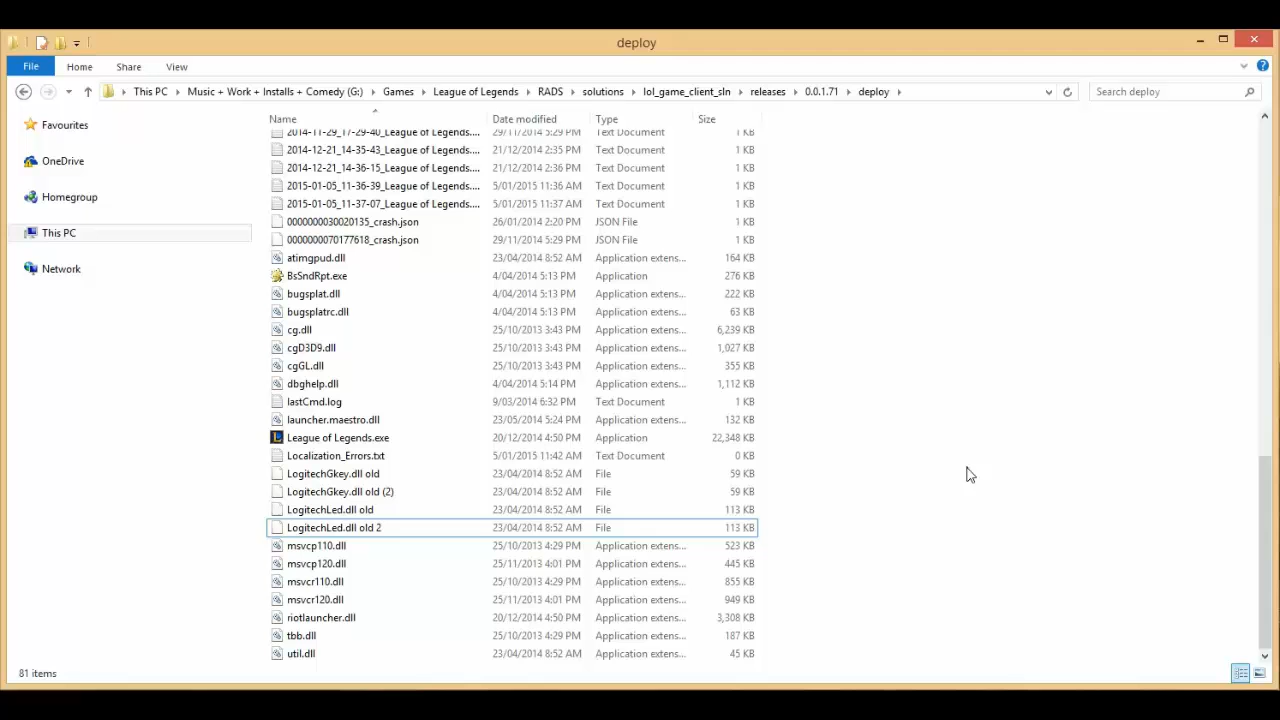 deploy
File Home Share View
This PC Music + Work + Installs + Comedy (G:) Games League of Legends RADS solutions lol_game_client_sln releases 0.0.1.71 deploy Search deploy
Name Date modified Type Size
Favourites
OneDrive
Homegroup
This PC
Network
2014-11-29_17-29-40_League of Legends.... 29/11/2014 5:29 PM Text Document 1 KB
2014-12-21_14-35-43_League of Legends.... 21/12/2014 2:35 PM Text Document 1 KB
2014-12-21_14-36-15_League of Legends.... 21/12/2014 2:36 PM Text Document 1 KB
2015-01-05_11-36-39_League of Legends.... 5/01/2015 11:36 AM Text Document 1 KB
2015-01-05_11-37-07_League of Legends.... 5/01/2015 11:37 AM Text Document 1 KB
0000000030020135_crash.json 26/01/2014 2:20 PM JSON File 1 KB
0000000070177618_crash.json 29/11/2014 5:29 PM JSON File 1 KB
atimgpud.dll 23/04/2014 8:52 AM Application extens... 164 KB
BsSndRpt.exe 4/04/2014 5:13 PM Application 276 KB
bugsplat.dll 4/04/2014 5:13 PM Application extens... 222 KB
bugsplatrc.dll 4/04/2014 5:13 PM Application extens... 63 KB
cg.dll 25/10/2013 3:43 PM Application extens... 6,239 KB
cgD3D9.dll 25/10/2013 3:43 PM Application extens... 1,027 KB
cgGL.dll 25/10/2013 3:43 PM Application extens... 355 KB
dbghelp.dll 4/04/2014 5:14 PM Application extens... 1,112 KB
lastCmd.log 9/03/2014 6:32 PM Text Document 1 KB
launcher.maestro.dll 23/05/2014 5:24 PM Application extens... 132 KB
League of Legends.exe 20/12/2014 4:50 PM Application 22,348 KB
Localization_Errors.txt 5/01/2015 11:42 AM Text Document 0 KB
LogitechGkey.dll old 23/04/2014 8:52 AM File 59 KB
LogitechGkey.dll old (2) 23/04/2014 8:52 AM File 59 KB
LogitechLed.dll old 23/04/2014 8:52 AM File 113 KB
LogitechLed.dll old 2 23/04/2014 8:52 AM File 113 KB
msvcp110.dll 25/10/2013 4:29 PM Application extens... 523 KB
msvcp120.dll 25/11/2013 4:01 PM Application extens... 445 KB
msvcr110.dll 25/10/2013 4:29 PM Application extens... 855 KB
msvcr120.dll 25/11/2013 4:01 PM Application extens... 949 KB
riotlauncher.dll 20/12/2014 4:50 PM Application extens... 3,308 KB
tbb.dll 25/10/2013 4:29 PM Application extens... 187 KB
util.dll 23/04/2014 8:52 AM Application extens... 45 KB
81 items